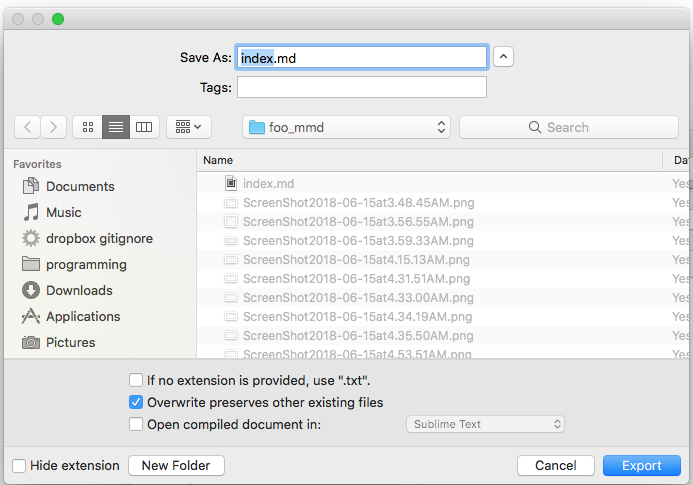 Save As: index.md
Tags:
foo_mmd
Search
Favorites
Documents
Music
dropbox gitignore
programming
Downloads
Applications
Pictures
Name
Da
index.md
Yes
ScreenShot2018-06-15at3.48.45AM.png
Yes
ScreenShot2018-06-15at3.56.55AM.png
Yes
ScreenShot2018-06-15at3.59.33AM.png
Yes
ScreenShot2018-06-15at4.15.13AM.png
Yes
ScreenShot2018-06-15at4.31.51AM.png
Yes
ScreenShot2018-06-15at4.33.00AM.png
Yes
ScreenShot2018-06-15at4.34.19AM.png
Yes
ScreenShot2018-06-15at4.35.50AM.png
Yes
ScreenShot2018-06-15at4.53.51AM.png
Yes
If no extension is provided, use ".txt".
Overwrite preserves other existing files
Open compiled document in: Sublime Text
Hide extension
New Folder
Cancel
Export